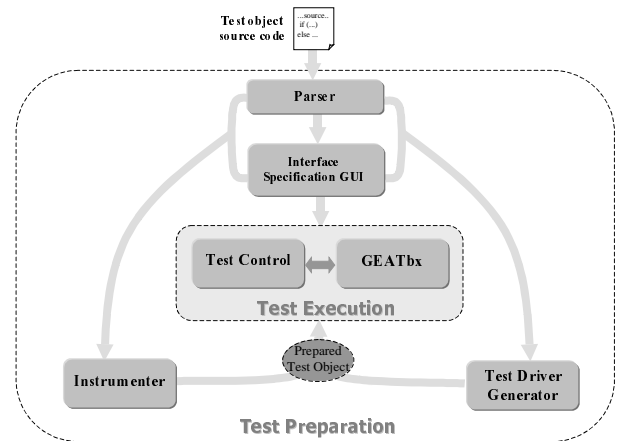 Test object
source code
...source..
if (...)
else ...
Parser
Interface
Specification GUI
Test Control
GEATbx
Test Execution
Prepared
Test Object
Instrumenter
Test Driver
Generator
Test Preparation